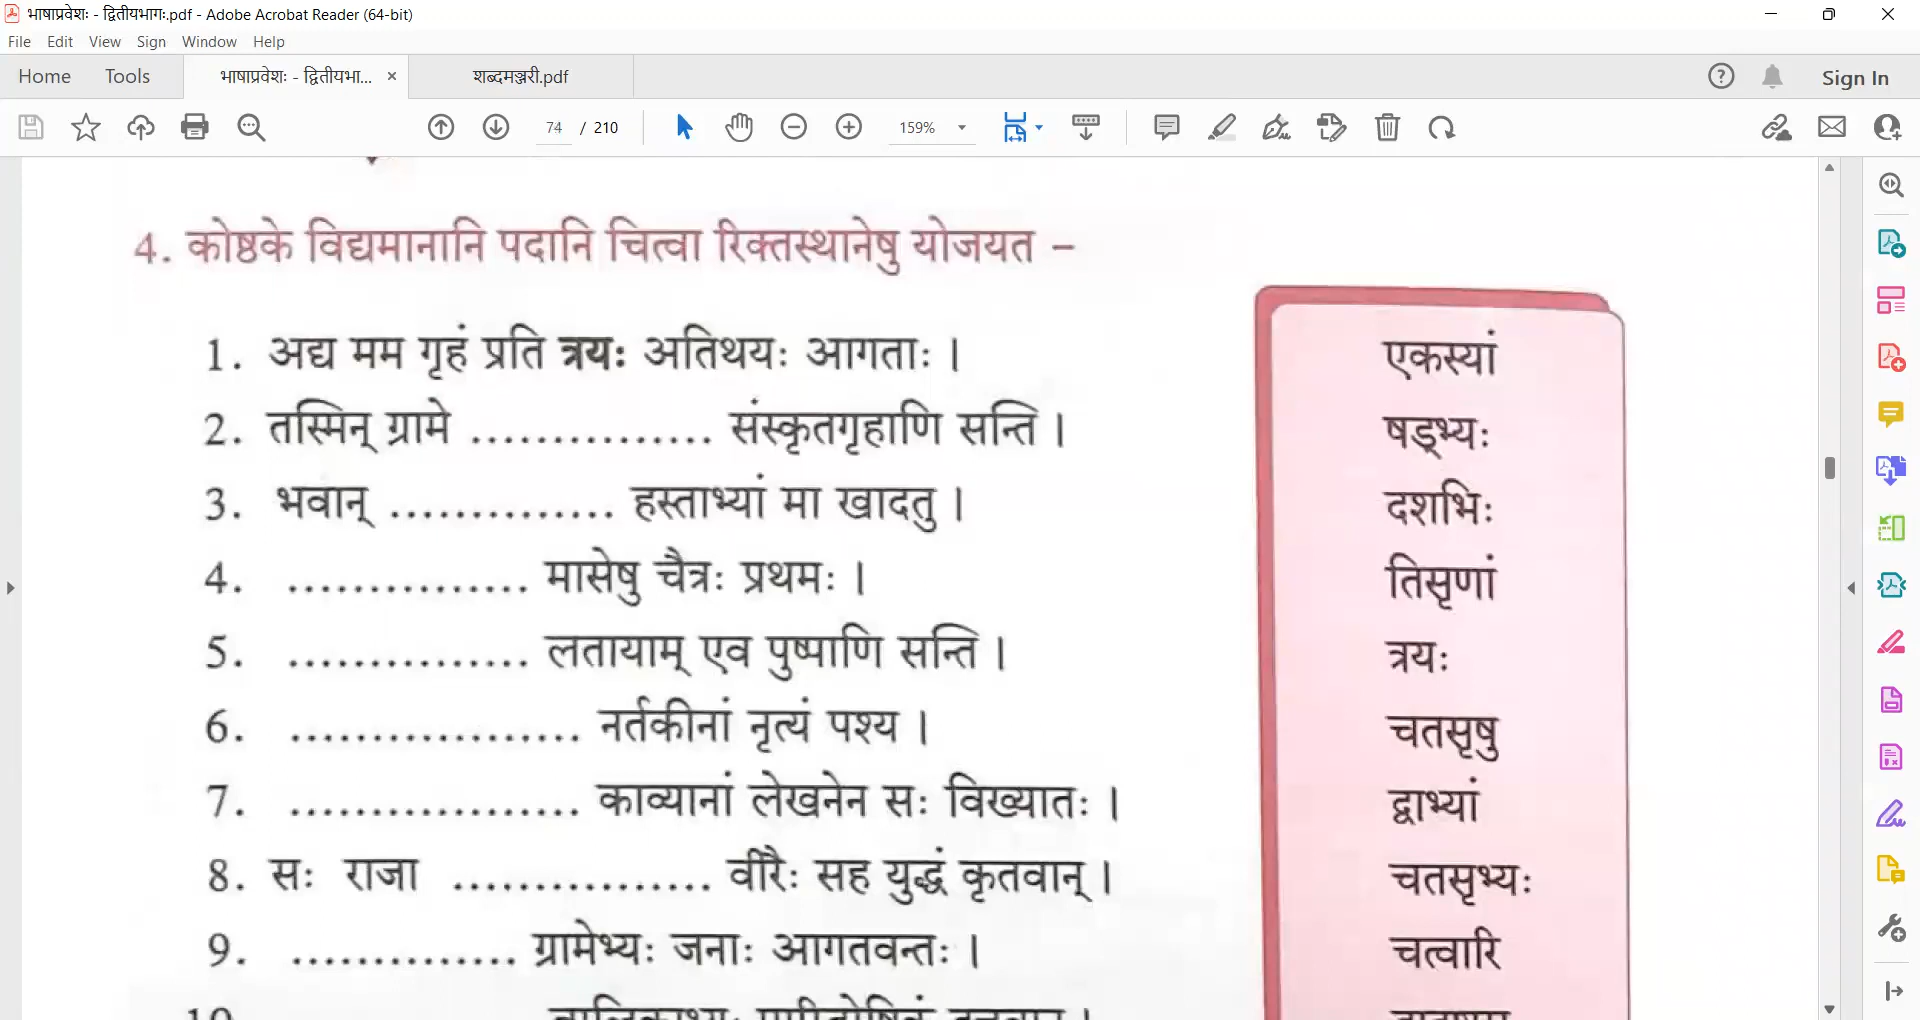 भाषाप्रवेशः - द्वितीयभागः.pdf - Adobe Acrobat Reader (64-bit)
File Edit View Sign Window Help
Home Tools भाषाप्रवेशः - द्वितीयभा... × शब्दमञ्जरी.pdf Sign In
74 / 210 159%
4. कोष्ठके विद्यमानानि पदानि चित्वा रिक्तस्थानेषु योजयत –
1. अद्य मम गृहं प्रति त्रयः अतिथयः आगताः ।
2. तस्मिन् ग्रामे ............... संस्कृतगृहाणि सन्ति ।
3. भवान् .............. हस्ताभ्यां मा खादतु ।
4. ............... मासेषु चैत्रः प्रथमः ।
5. ............... लतायाम् एव पुष्पाणि सन्ति ।
6. .................. नर्तकीनां नृत्यं पश्य ।
7. .................. काव्यानां लेखनेन सः विख्यातः ।
8. सः राजा ................ वीरैः सह युद्धं कृतवान् ।
9. .............. ग्रामेभ्यः जनाः आगतवन्तः ।
10.
एकस्यां
षड्भ्यः
दशभिः
तिसृणां
त्रयः
चतसृषु
द्वाभ्यां
चतसृभ्यः
चत्वारि